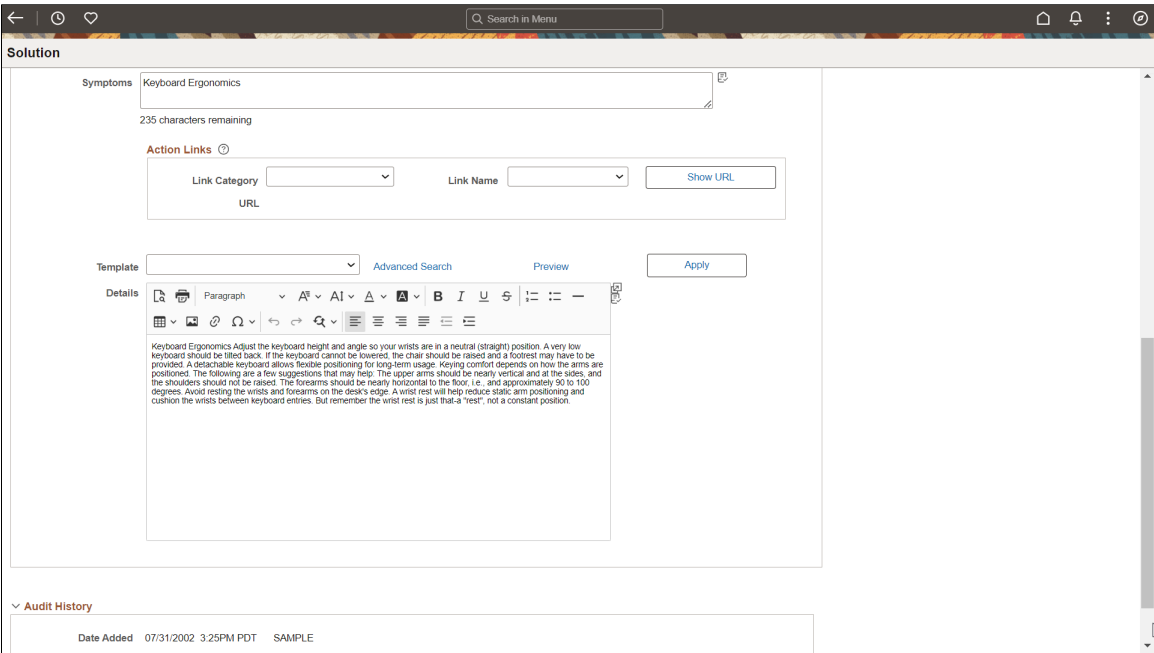 Search in Menu
Solution
Symptoms Keyboard Ergonomics
235 characters remaining
Action Links
Link Category Link Name Show URL
URL
Template Advanced Search Preview Apply
Details Paragraph
Keyboard Ergonomics Adjust the keyboard height and angle so your wrists are in a neutral (straight) position. A very low
keyboard should be tilted back. If the keyboard cannot be lowered, the chair should be raised and a footrest may have to be
provided. A detachable keyboard allows flexible positioning for long-term usage. Keying comfort depends on how the arms are
positioned. The following are a few suggestions that may help: The upper arms should be nearly vertical and at the sides, and
the shoulders should not be raised. The forearms should be nearly horizontal to the floor, i.e., and approximately 90 to 100
degrees. Avoid resting the wrists and forearms on the desk's edge. A wrist rest will help reduce static arm positioning and
cushion the wrists between keyboard entries. But remember the wrist rest is just that-a "rest", not a constant position.
Audit History
Date Added 07/31/2002 3:25PM PDT SAMPLE